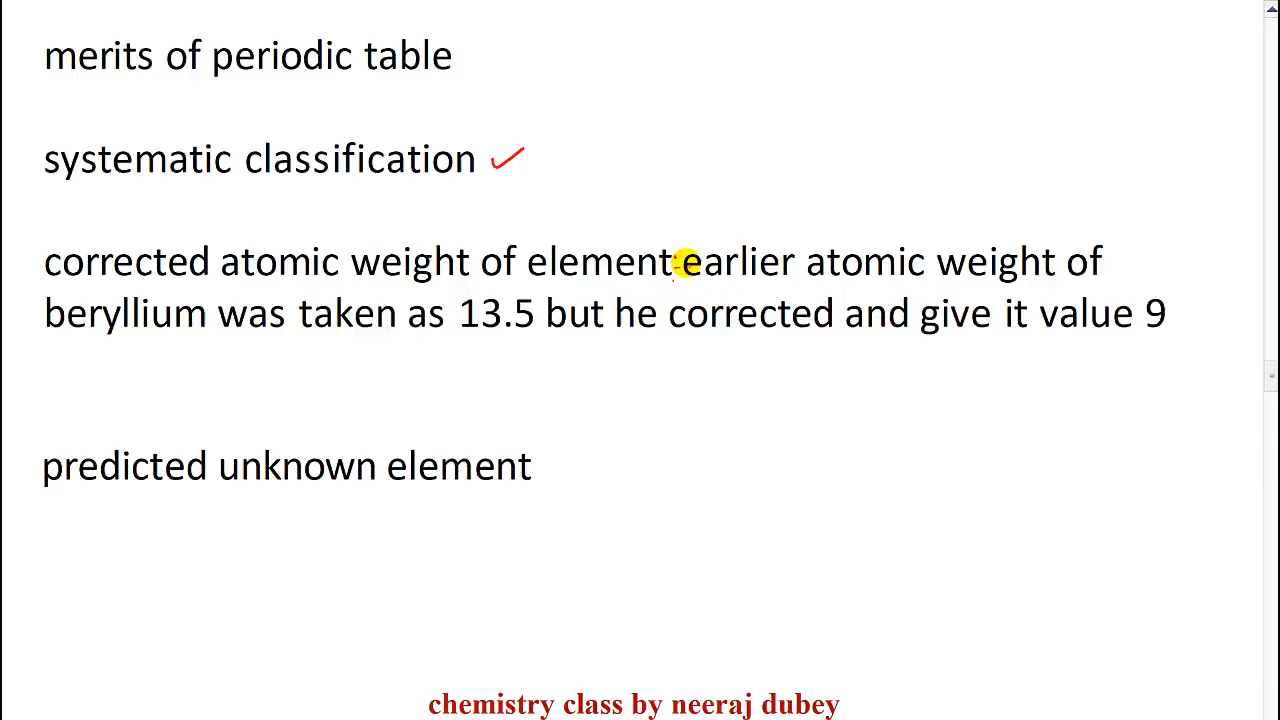 merits of periodic table
systematic classification
corrected atomic weight of element earlier atomic weight of
beryllium was taken as 13.5 but he corrected and give it value 9
predicted unknown element
chemistry class by neeraj dubey